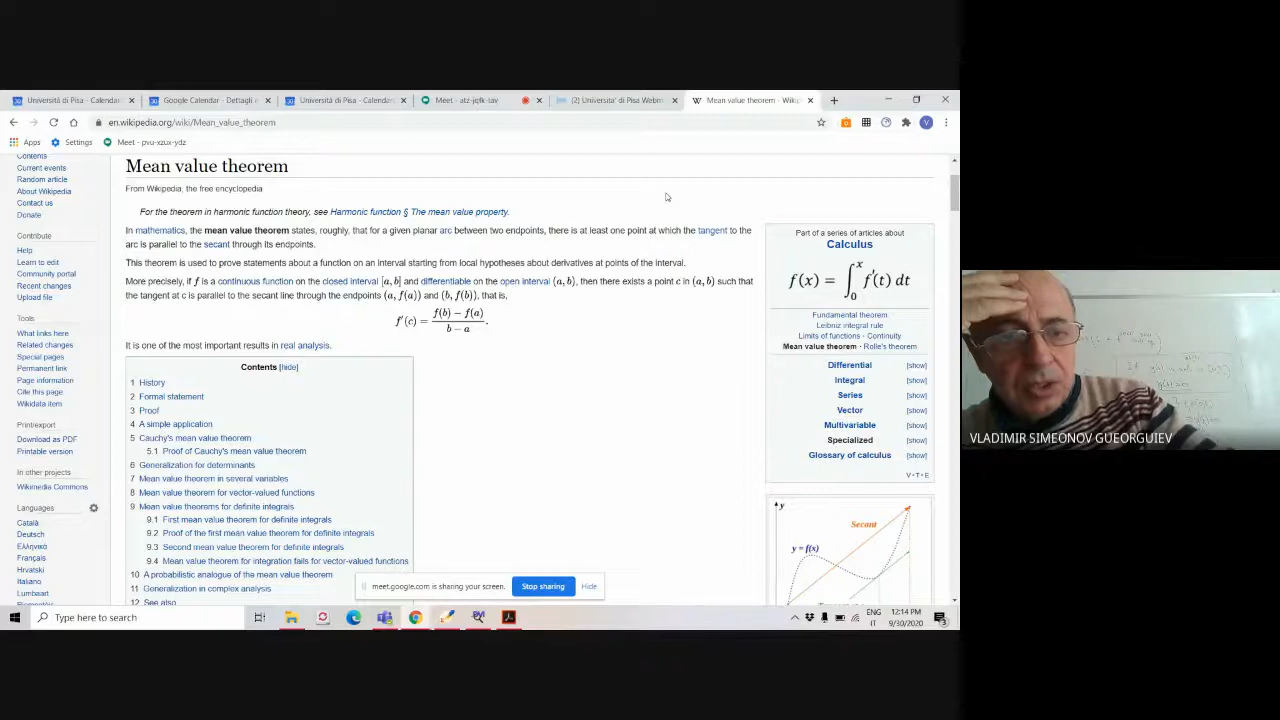 Università di Pisa - Calendari
Google Calendar - Dettagli e
Università di Pisa - Calendari
Meet - atz-jqfk-tav
(2) Universita' di Pisa Webm
Mean value theorem - Wiki
en.wikipedia.org/wiki/Mean_value_theorem
V
Apps
Settings
Meet - pvu-xzux-ydz
Contents
Current events
Random article
About Wikipedia
Contact us
Donate
Contribute
Help
Learn to edit
Community portal
Recent changes
Upload file
Tools
What links here
Related changes
Special pages
Permanent link
Page information
Cite this page
Wikidata item
Print/export
Download as PDF
Printable version
In other projects
Wikimedia Commons
Languages
Català
Deutsch
Ελληνικά
Français
Hrvatski
Italiano
Lumbaart
Mean value theorem
From Wikipedia, the free encyclopedia
For the theorem in harmonic function theory, see Harmonic function § The mean value property.
In mathematics, the mean value theorem states, roughly, that for a given planar arc between two endpoints, there is at least one point at which the tangent to the
arc is parallel to the secant through its endpoints.
This theorem is used to prove statements about a function on an interval starting from local hypotheses about derivatives at points of the interval.
More precisely, if f is a continuous function on the closed interval [a, b] and differentiable on the open interval (a, b), then there exists a point c in (a, b) such
that the tangent at c is parallel to the secant line through the endpoints (a, f(a)) and (b, f(b)), that is,
f′(c) = f(b) − f(a) / b − a .
It is one of the most important results in real analysis.
Contents [hide]
1 History
2 Formal statement
3 Proof
4 A simple application
5 Cauchy's mean value theorem
5.1 Proof of Cauchy's mean value theorem
6 Generalization for determinants
7 Mean value theorem in several variables
8 Mean value theorem for vector-valued functions
9 Mean value theorems for definite integrals
9.1 First mean value theorem for definite integrals
9.2 Proof of the first mean value theorem for definite integrals
9.3 Second mean value theorem for definite integrals
9.4 Mean value theorem for integration fails for vector-valued functions
10 A probabilistic analogue of the mean value theorem
11 Generalization in complex analysis
12 See also
Part of a series of articles about
Calculus
f(x) = ∫₀ˣ f′(t) dt
Fundamental theorem
Leibniz integral rule
Limits of functions · Continuity
Mean value theorem · Rolle's theorem
Differential [show]
Integral [show]
Series [show]
Vector [show]
Multivariable [show]
Specialized [show]
Glossary of calculus [show]
V·T·E
y
Secant
y = f(x)
meet.google.com is sharing your screen.
Stop sharing
Hide
Type here to search
ENG
IT
12:14 PM
9/30/2020
3
VLADIMIR SIMEONOV GUEORGUIEV